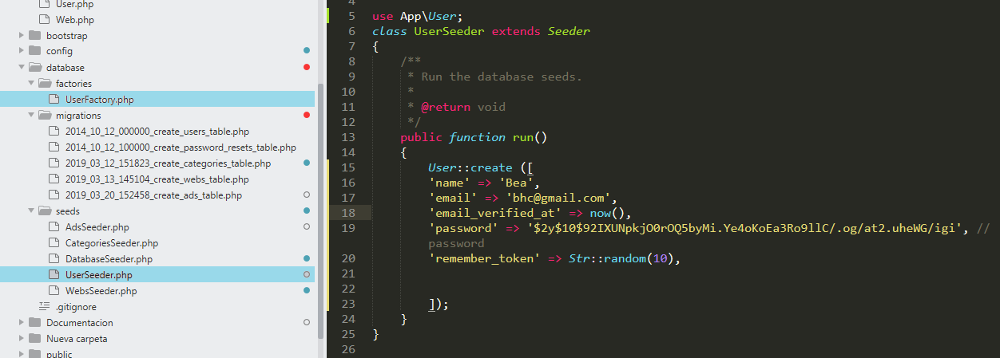 User.php
Web.php
bootstrap
config
database
factories
UserFactory.php
migrations
2014_10_12_000000_create_users_table.php
2014_10_12_100000_create_password_resets_table.php
2019_03_12_151823_create_categories_table.php
2019_03_13_145104_create_webs_table.php
2019_03_20_152458_create_ads_table.php
seeds
AdsSeeder.php
CategoriesSeeder.php
DatabaseSeeder.php
UserSeeder.php
WebsSeeder.php
.gitignore
Documentacion
Nueva carpeta
public
4
5 use App\User;
6 class UserSeeder extends Seeder
7 {
8 /**
9 * Run the database seeds.
10 *
11 * @return void
12 */
13 public function run()
14 {
15 User::create ([
16 'name' => 'Bea',
17 'email' => 'bhc@gmail.com',
18 'email_verified_at' => now(),
19 'password' => '$2y$10$92IXUNpkjO0rOQ5byMi.Ye4oKoEa3Ro9llC/.og/at2.uheWG/igi', //
password
20 'remember_token' => Str::random(10),
21
22
23 ]);
24 }
25 }
26